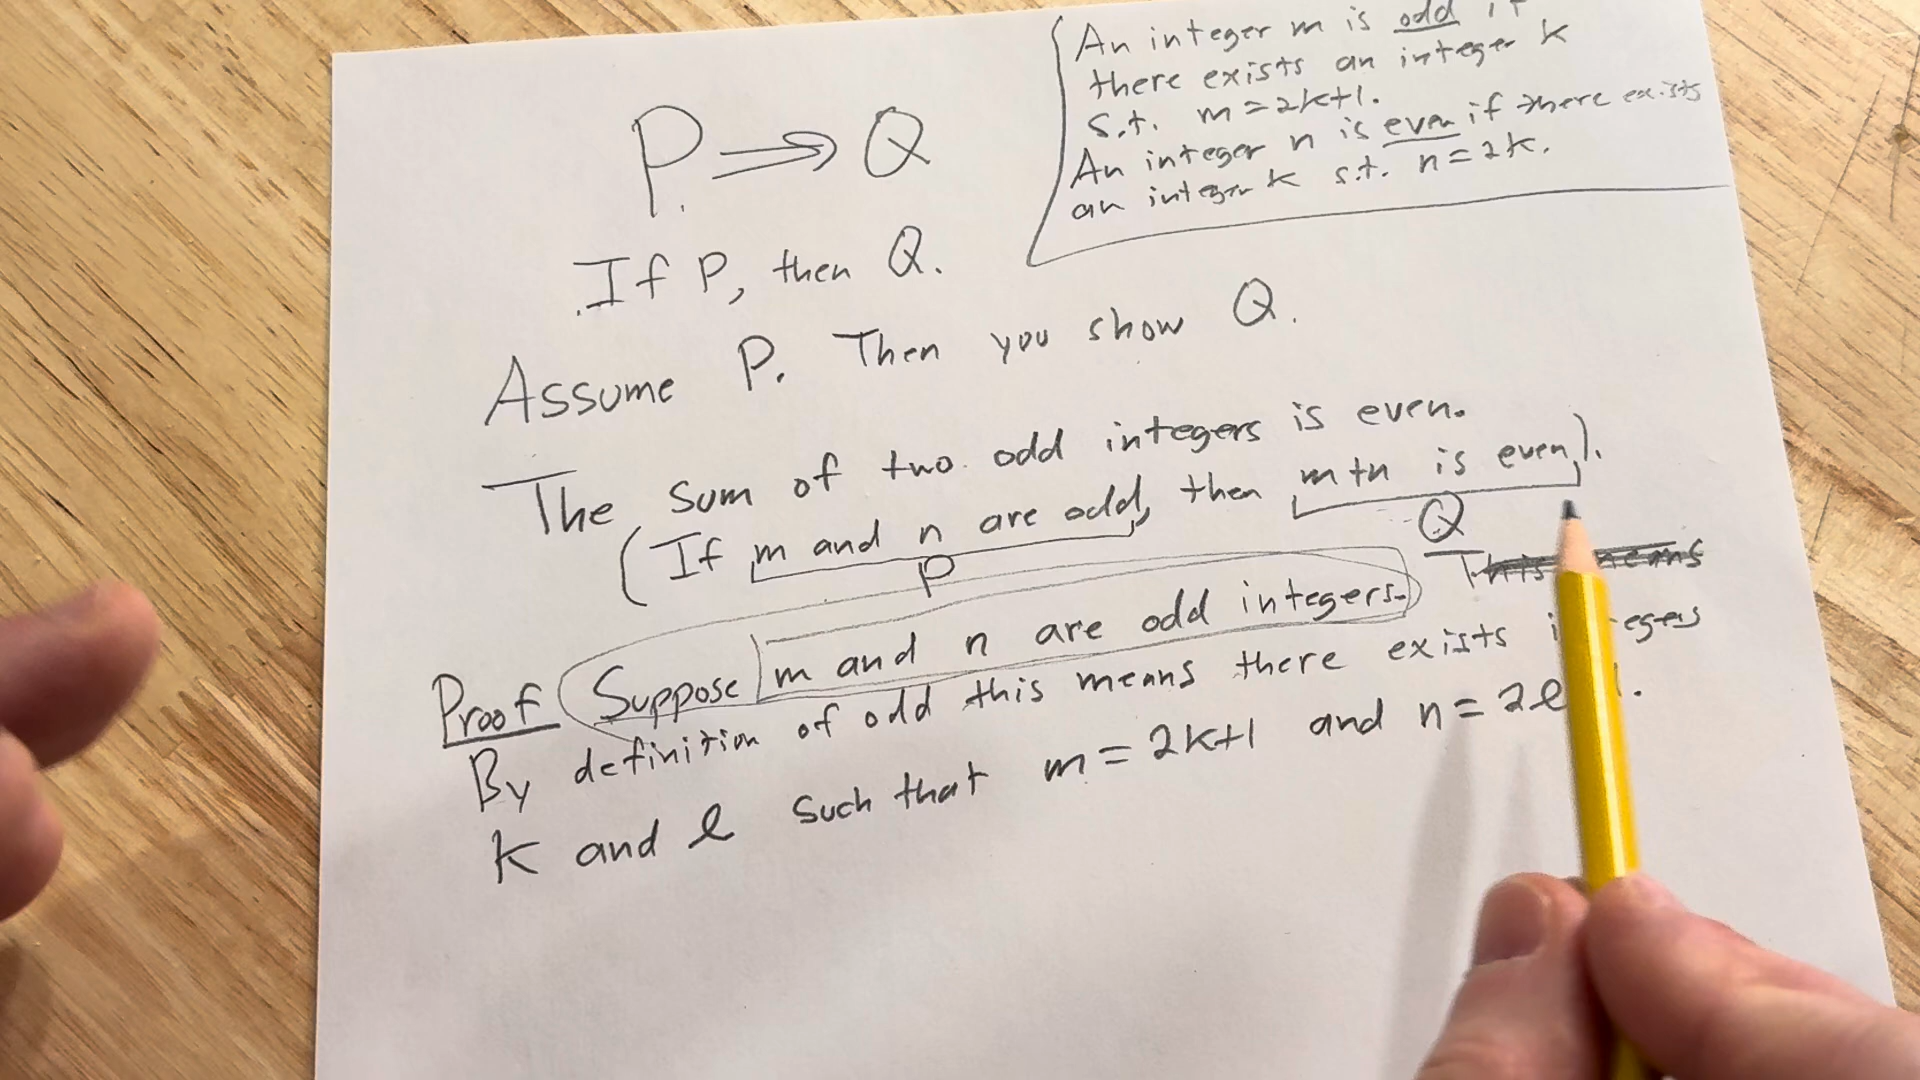 An integer m is odd if
there exists an integer k
s.t. m=2k+1.
An integer n is even if there exists
an integer k s.t. n=2k.
P ⟹ Q
If P, then Q.
Assume P. Then you show Q.
The sum of two odd integers is even.
(If m and n are odd, then m+n is even).
P
Q
Proof Suppose m and n are odd integers.
By definition of odd this means there exists
k and l such that m=2k+1 and n=2l